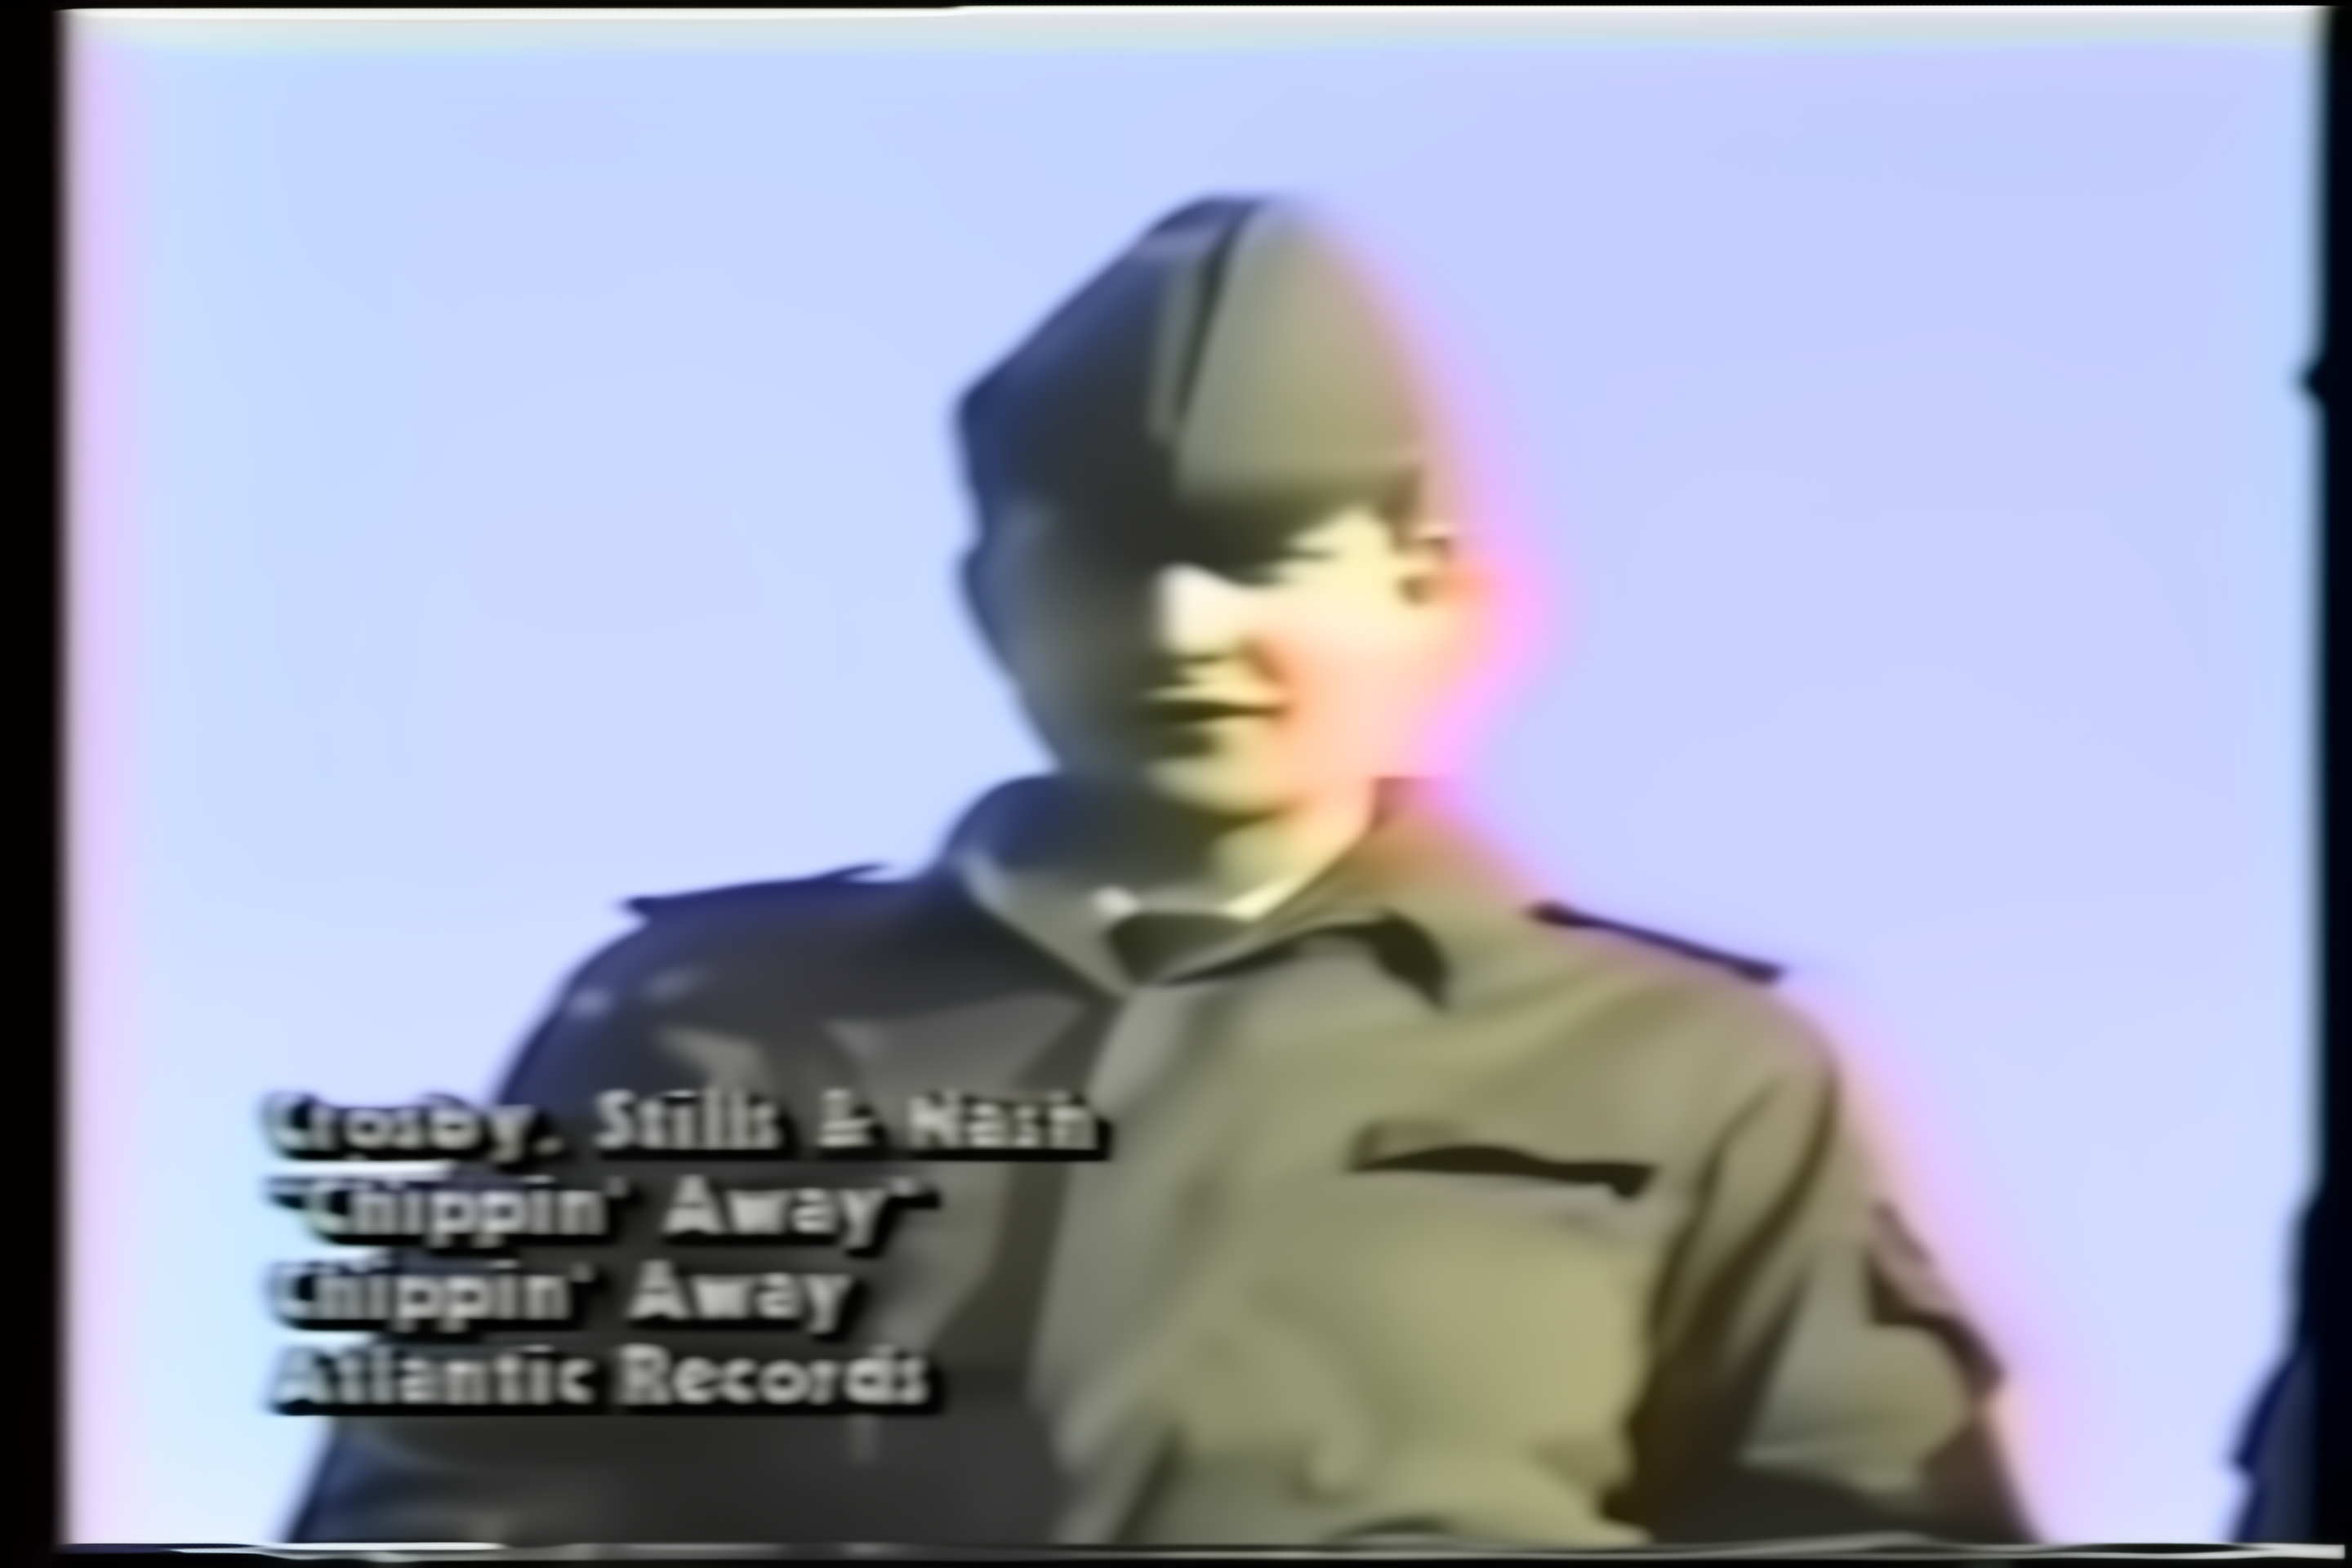 Crosby, Stills & Nash
"Chippin' Away"
Chippin' Away
Atlantic Records